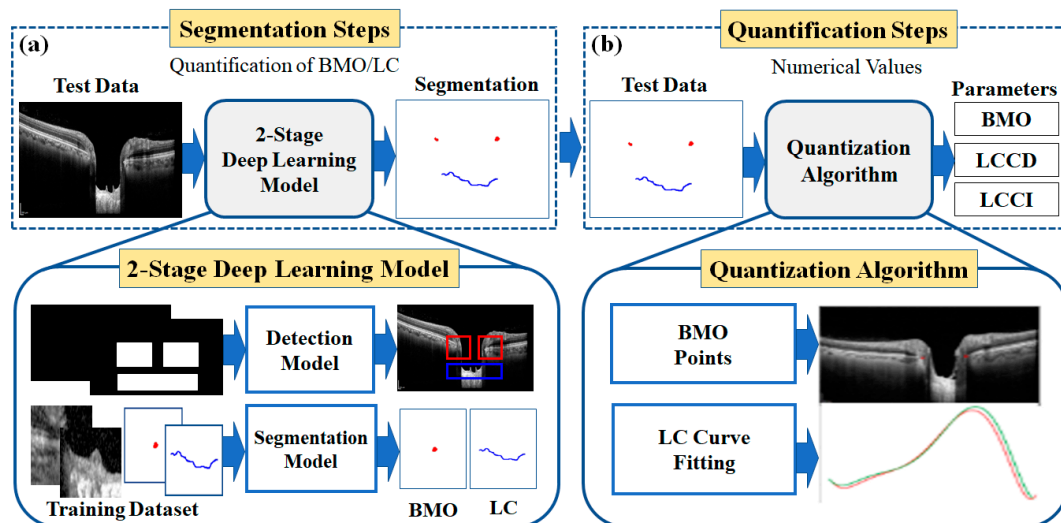 (a)
Segmentation Steps
Quantification of BMO/LC
Test Data
2-Stage
Deep Learning
Model
Segmentation
(b)
Quantification Steps
Numerical Values
Test Data
Quantization
Algorithm
Parameters
BMO
LCCD
LCCI
2-Stage Deep Learning Model
Detection
Model
Segmentation
Model
Training Dataset
BMO
LC
Quantization Algorithm
BMO
Points
LC Curve
Fitting